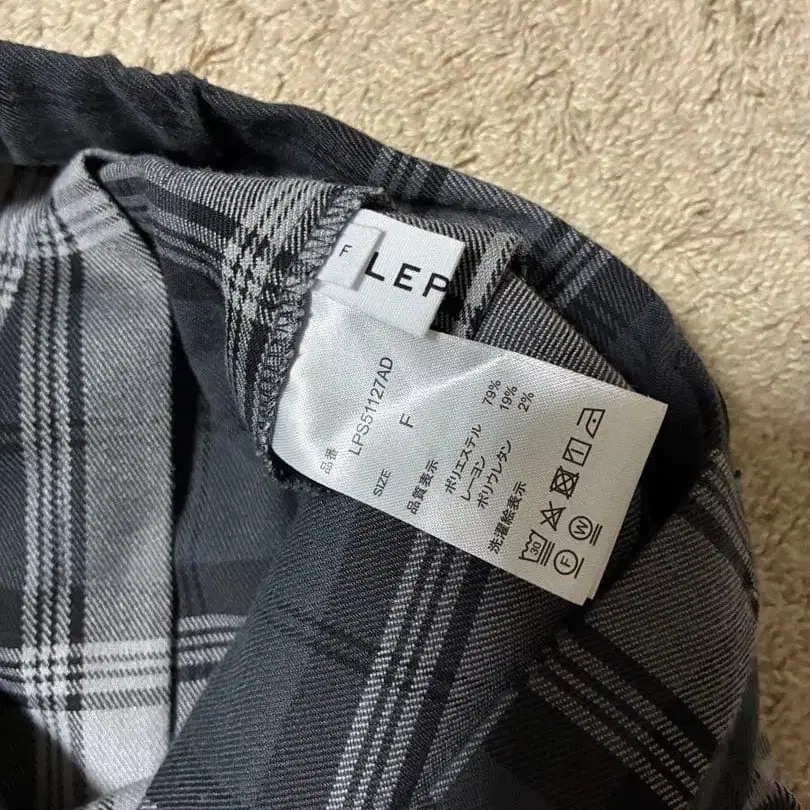 F
LEP
品番
LPS51127AD
SIZE
F
品質表示
ポリエステル 79%
レーヨン 19%
ポリウレタン 2%
洗濯絵表示
30
F
W